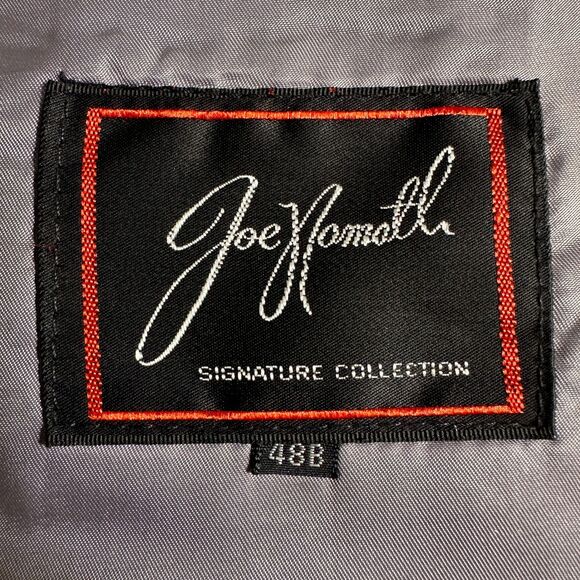 Joe Namath
SIGNATURE COLLECTION
48B